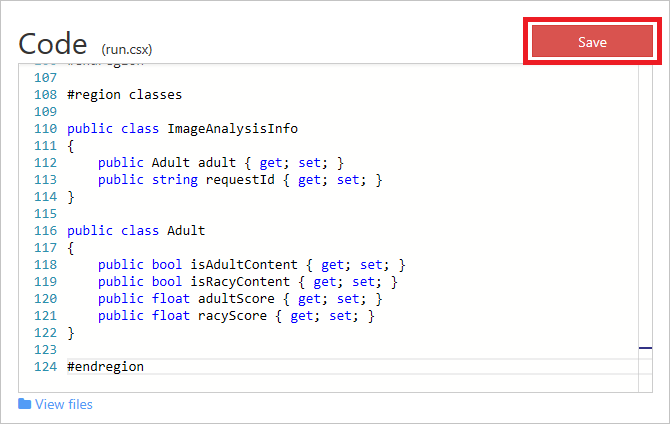 Code (run.csx)
Save
106 #endregion
107
108 #region classes
109
110 public class ImageAnalysisInfo
111 {
112     public Adult adult { get; set; }
113     public string requestId { get; set; }
114 }
115
116 public class Adult
117 {
118     public bool isAdultContent { get; set; }
119     public bool isRacyContent { get; set; }
120     public float adultScore { get; set; }
121     public float racyScore { get; set; }
122 }
123
124 #endregion
View files